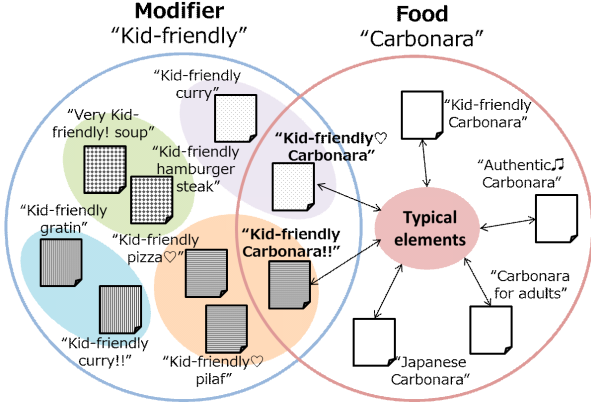 Modifier
“Kid-friendly”
Food
“Carbonara”
“Kid-friendly
curry”
“Very Kid-
friendly! soup”
“Kid-friendly
hamburger
steak”
“Kid-friendly
gratin”
“Kid-friendly
pizza♡”
“Kid-friendly
curry!!”
“Kid-friendly♡
pilaf”
“Kid-friendly♡
Carbonara”
“Kid-friendly
Carbonara!!”
Typical
elements
“Kid-friendly
Carbonara”
“Authentic♫
Carbonara”
“Carbonara
for adults”
“Japanese
Carbonara”